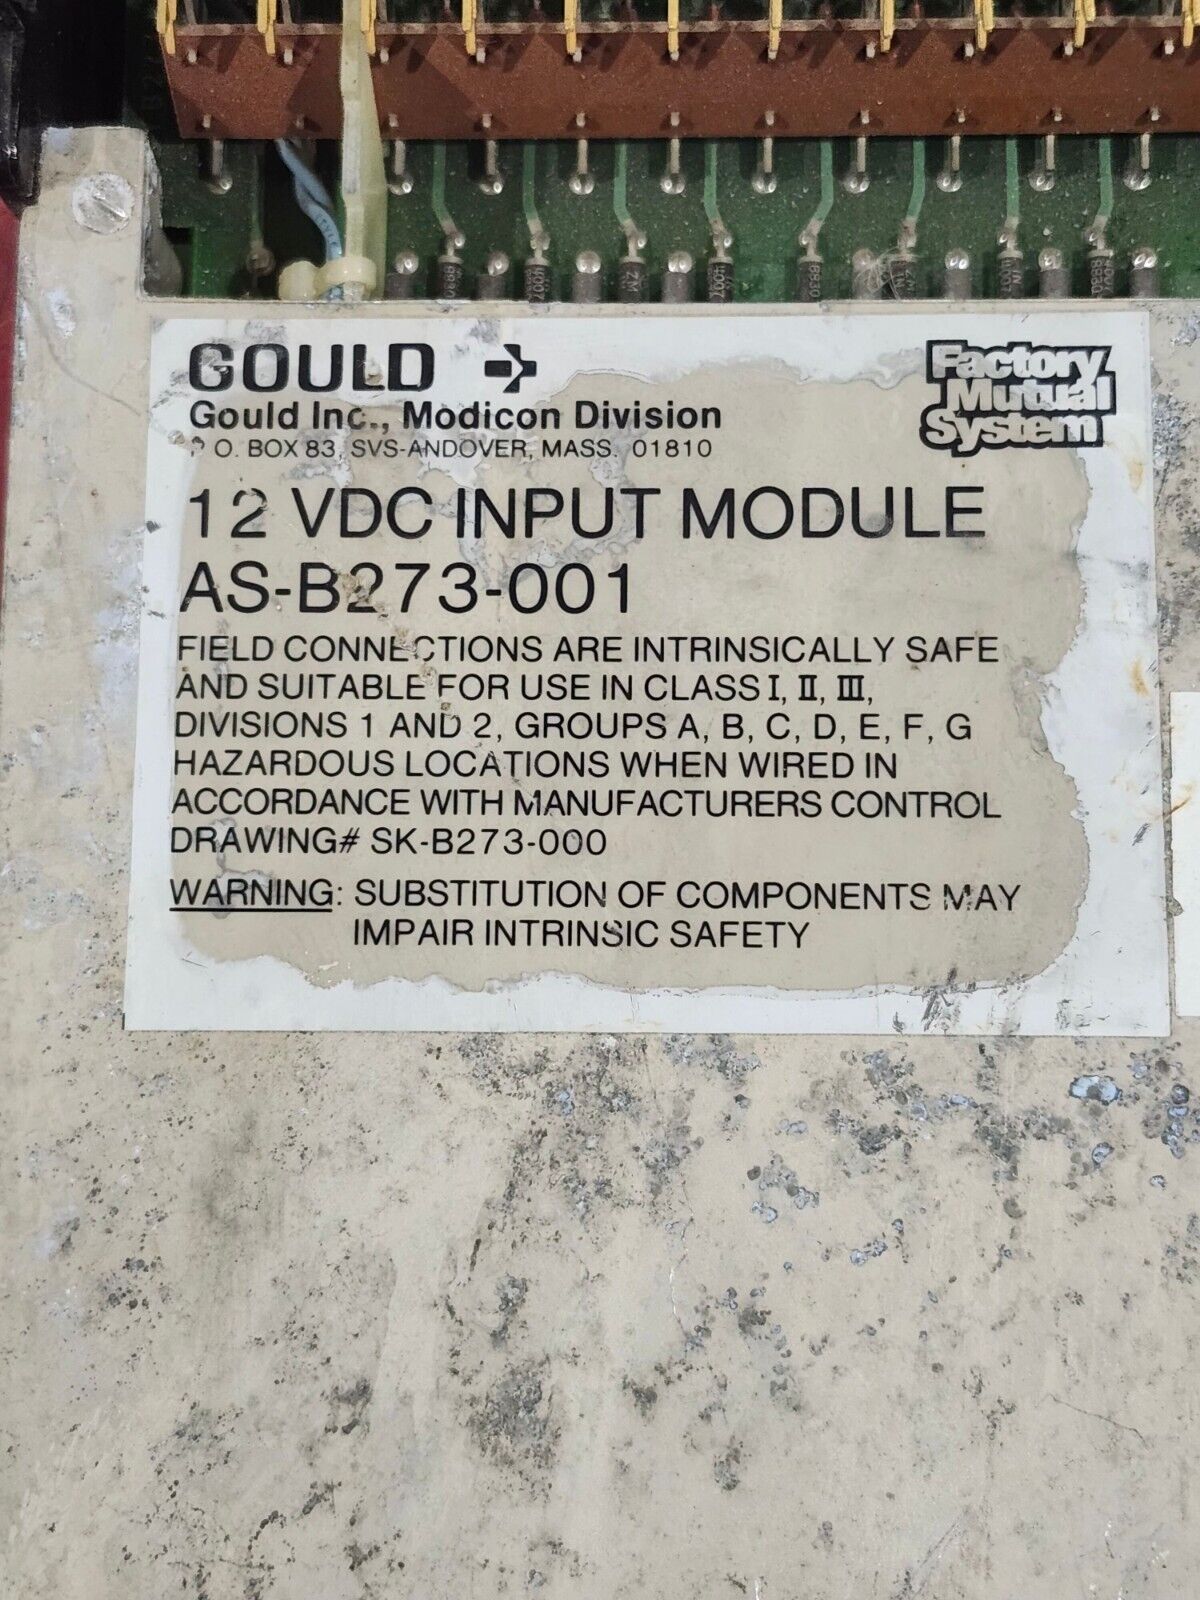 GOULD
Gould Inc., Modicon Division
P.O. BOX 83, SVS-ANDOVER, MASS. 01810
Factory
Mutual
System
12 VDC INPUT MODULE
AS-B273-001
FIELD CONNECTIONS ARE INTRINSICALLY SAFE
AND SUITABLE FOR USE IN CLASS I, II, III,
DIVISIONS 1 AND 2, GROUPS A, B, C, D, E, F, G
HAZARDOUS LOCATIONS WHEN WIRED IN
ACCORDANCE WITH MANUFACTURERS CONTROL
DRAWING# SK-B273-000
WARNING: SUBSTITUTION OF COMPONENTS MAY
IMPAIR INTRINSIC SAFETY